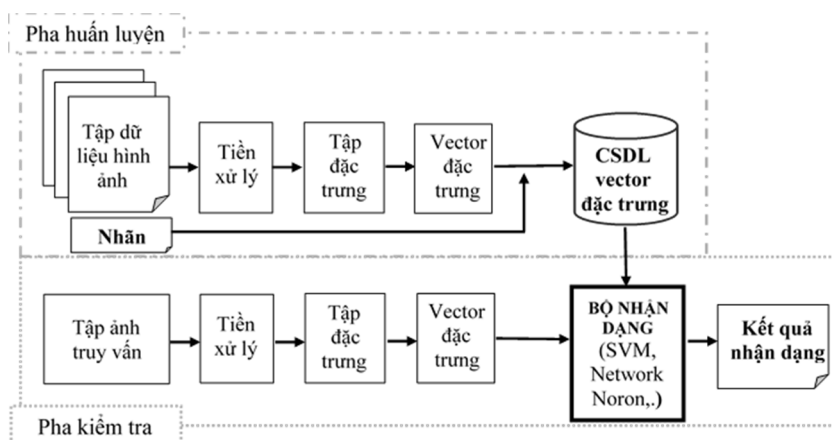 Pha huấn luyện
Tập dữ
liệu hình
ảnh
Tiền
xử lý
Tập
đặc
trưng
Vector
đặc
trưng
CSDL
vector
đặc trưng
Nhãn
Tập ảnh
truy vấn
Tiền
xử lý
Tập
đặc
trưng
Vector
đặc
trưng
BỘ NHẬN
DẠNG
(SVM,
Network
Noron,.)
Kết quả
nhận dạng
Pha kiểm tra